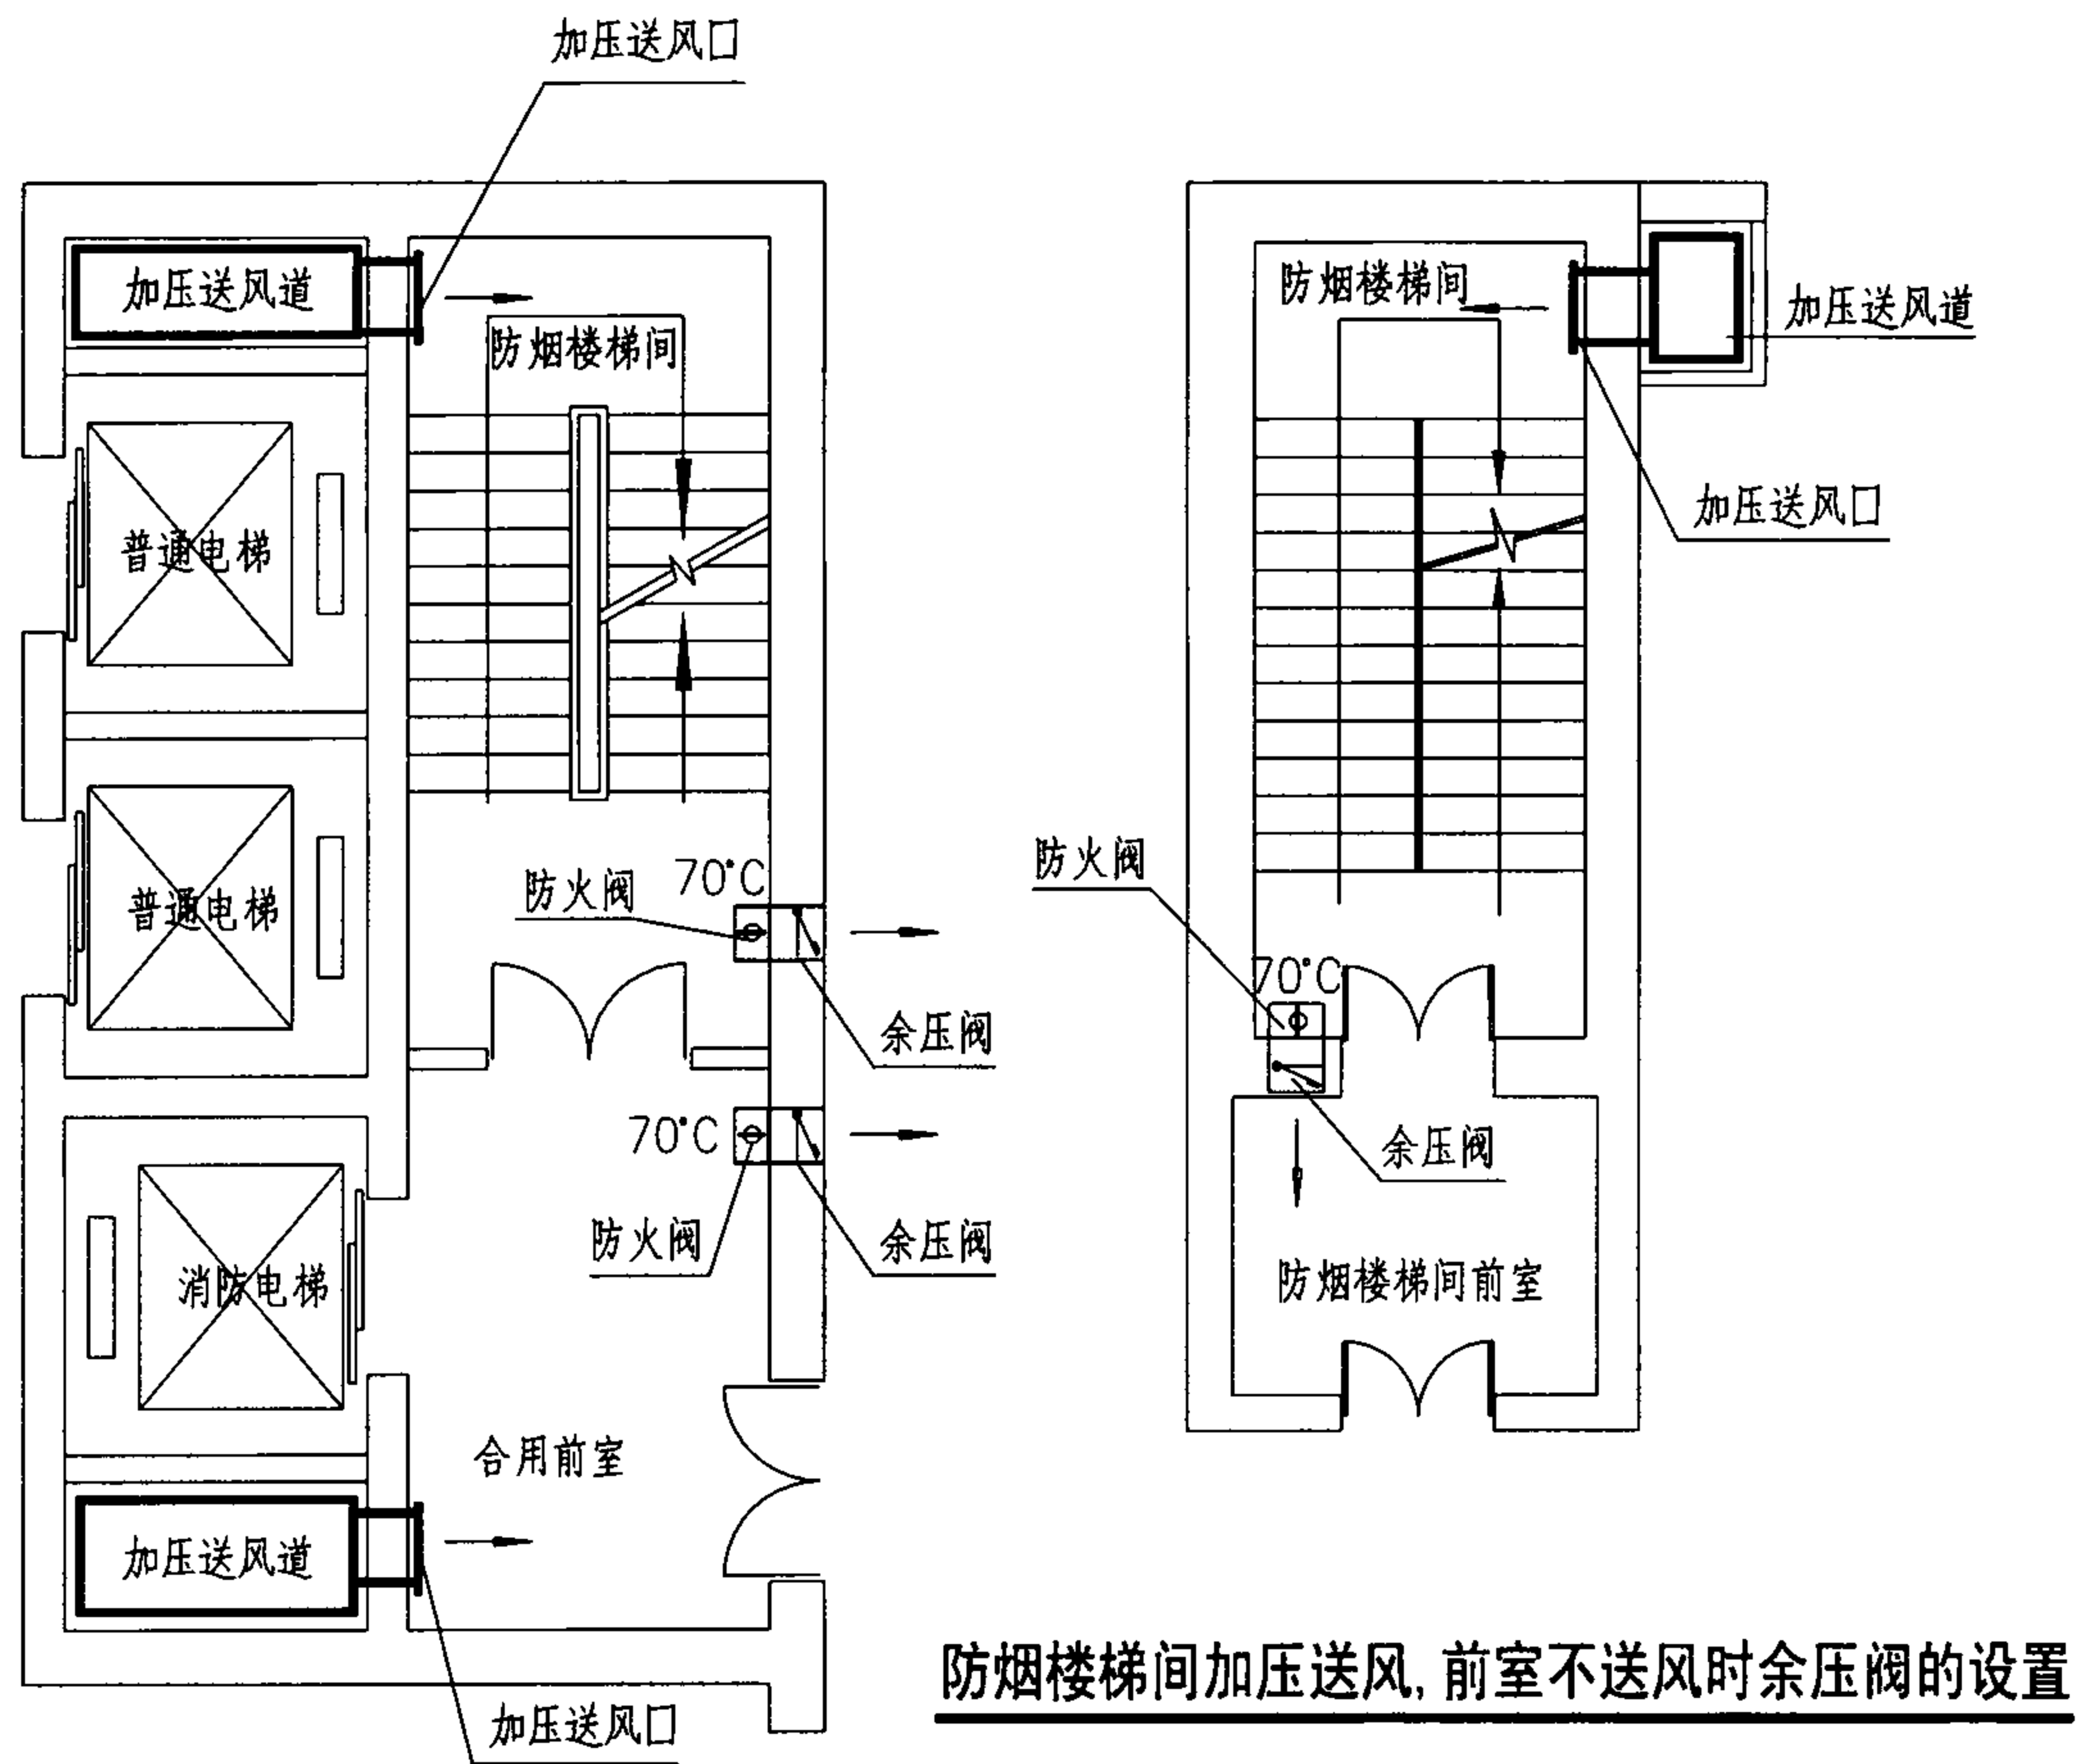 加压送风口
加压送风道
防烟楼梯间
普通电梯
普通电梯
防火阀
70°C
余压阀
70°C
防火阀
余压阀
消防电梯
合用前室
加压送风道
加压送风口
防烟楼梯间
加压送风道
加压送风口
防火阀
70°C
余压阀
防烟楼梯间前室
防烟楼梯间加压送风,前室不送风时余压阀的设置